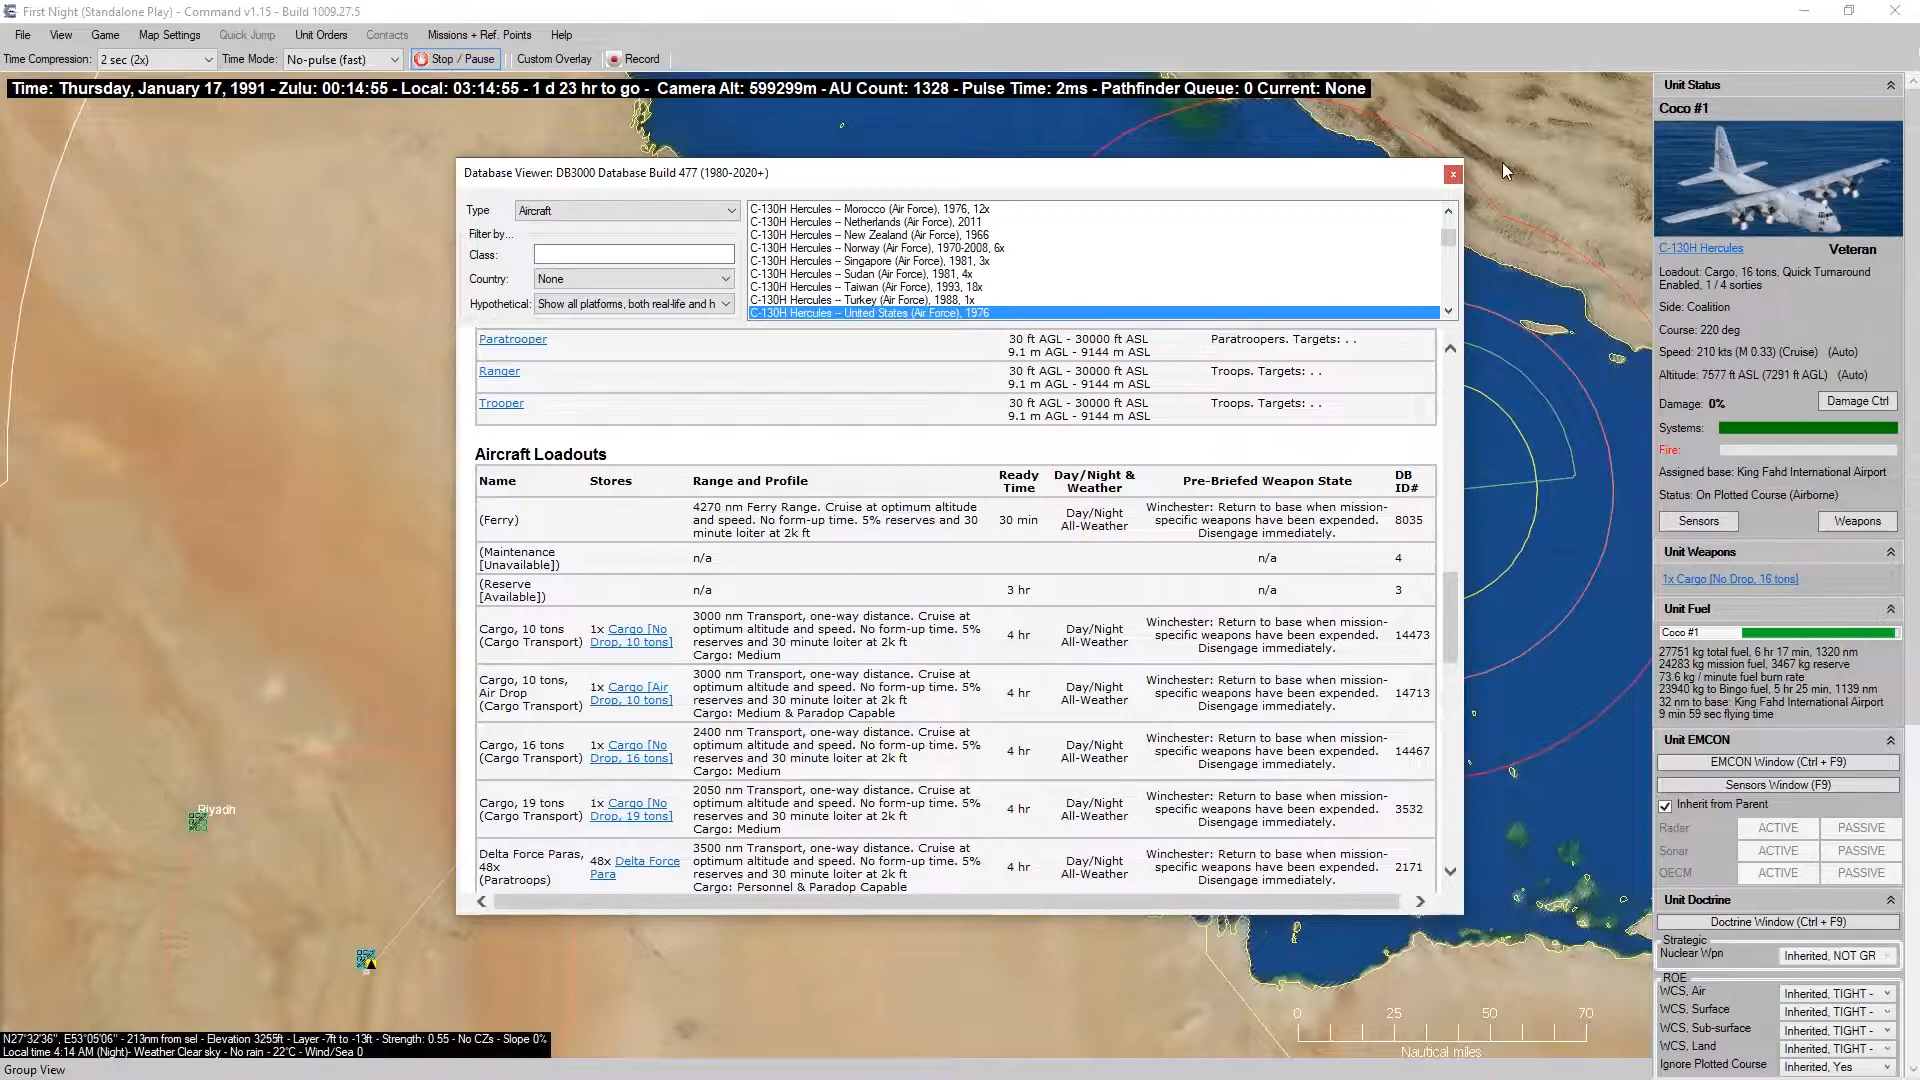 First Night (Standalone Play) - Command v1.15 - Build 1009.27.5
File View Game Map Settings Quick Jump Unit Orders Contacts Missions + Ref. Points Help
Time Compression: 2 sec (2x) Time Mode: No-pulse (fast) Stop / Pause Custom Overlay Record
Time: Thursday, January 17, 1991 - Zulu: 00:14:55 - Local: 03:14:55 - 1 d 23 hr to go - Camera Alt: 599299m - AU Count: 1328 - Pulse Time: 2ms - Pathfinder Queue: 0 Current: None
Database Viewer: DB3000 Database Build 477 (1980-2020+)
Type Aircraft
Filter by...
Class:
Country: None
Hypothetical: Show all platforms, both real-life and h
C-130H Hercules -- Morocco (Air Force), 1976, 12x
C-130H Hercules -- Netherlands (Air Force), 2011
C-130H Hercules -- New Zealand (Air Force), 1966
C-130H Hercules -- Norway (Air Force), 1970-2008, 6x
C-130H Hercules -- Singapore (Air Force), 1981, 3x
C-130H Hercules -- Sudan (Air Force), 1981, 4x
C-130H Hercules -- Taiwan (Air Force), 1993, 18x
C-130H Hercules -- Turkey (Air Force), 1988, 1x
C-130H Hercules -- United States (Air Force), 1976
Paratrooper 30 ft AGL - 30000 ft ASL Paratroopers. Targets: . .
9.1 m AGL - 9144 m ASL
Ranger 30 ft AGL - 30000 ft ASL Troops. Targets: . .
9.1 m AGL - 9144 m ASL
Trooper 30 ft AGL - 30000 ft ASL Troops. Targets: . .
9.1 m AGL - 9144 m ASL
Aircraft Loadouts
Name Stores Range and Profile Ready Time Day/Night & Weather Pre-Briefed Weapon State DB ID#
(Ferry) 4270 nm Ferry Range. Cruise at optimum altitude and speed. No form-up time. 5% reserves and 30 minute loiter at 2k ft 30 min Day/Night All-Weather Winchester: Return to base when mission-specific weapons have been expended. Disengage immediately. 8035
(Maintenance [Unavailable]) n/a n/a 4
(Reserve [Available]) n/a 3 hr n/a 3
Cargo, 10 tons (Cargo Transport) 1x Cargo [No Drop, 10 tons] 3000 nm Transport, one-way distance. Cruise at optimum altitude and speed. No form-up time. 5% reserves and 30 minute loiter at 2k ft Cargo: Medium 4 hr Day/Night All-Weather Winchester: Return to base when mission-specific weapons have been expended. Disengage immediately. 14473
Cargo, 10 tons, Air Drop (Cargo Transport) 1x Cargo [Air Drop, 10 tons] 3000 nm Transport, one-way distance. Cruise at optimum altitude and speed. No form-up time. 5% reserves and 30 minute loiter at 2k ft Cargo: Medium & Paradop Capable 4 hr Day/Night All-Weather Winchester: Return to base when mission-specific weapons have been expended. Disengage immediately. 14713
Cargo, 16 tons (Cargo Transport) 1x Cargo [No Drop, 16 tons] 2400 nm Transport, one-way distance. Cruise at optimum altitude and speed. No form-up time. 5% reserves and 30 minute loiter at 2k ft Cargo: Medium 4 hr Day/Night All-Weather Winchester: Return to base when mission-specific weapons have been expended. Disengage immediately. 14467
Cargo, 19 tons (Cargo Transport) 1x Cargo [No Drop, 19 tons] 2050 nm Transport, one-way distance. Cruise at optimum altitude and speed. No form-up time. 5% reserves and 30 minute loiter at 2k ft Cargo: Medium 4 hr Day/Night All-Weather Winchester: Return to base when mission-specific weapons have been expended. Disengage immediately. 3532
Delta Force Paras, 48x (Paratroops) 48x Delta Force Para 3500 nm Transport, one-way distance. Cruise at optimum altitude and speed. No form-up time. 5% reserves and 30 minute loiter at 2k ft Cargo: Personnel & Paradop Capable 4 hr Day/Night All-Weather Winchester: Return to base when mission-specific weapons have been expended. Disengage immediately. 2171
Riyadh
0 25 50 70
Nautical miles
N27°32'36", E53°05'06" - 213nm from sel - Elevation 3255ft - Layer -7ft to -13ft - Strength: 0.55 - No CZs - Slope 0%
Local time 4:14 AM (Night)- Weather Clear sky - No rain - 22°C - Wind/Sea 0
Group View
Unit Status
Coco #1
C-130H Hercules Veteran
Loadout: Cargo, 16 tons, Quick Turnaround
Enabled, 1 / 4 sorties
Side: Coalition
Course: 220 deg
Speed: 210 kts (M 0.33) (Cruise) (Auto)
Altitude: 7577 ft ASL (7291 ft AGL) (Auto)
Damage: 0% Damage Ctrl
Systems:
Fire:
Assigned base: King Fahd International Airport
Status: On Plotted Course (Airborne)
Sensors Weapons
Unit Weapons
1x Cargo [No Drop, 16 tons]
Unit Fuel
Coco #1
27751 kg total fuel, 6 hr 17 min, 1320 nm
24283 kg mission fuel, 3467 kg reserve
73.6 kg / minute fuel burn rate
23940 kg to Bingo fuel, 5 hr 25 min, 1139 nm
32 nm to base: King Fahd International Airport
9 min 59 sec flying time
Unit EMCON
EMCON Window (Ctrl + F9)
Sensors Window (F9)
Inherit from Parent
Radar ACTIVE PASSIVE
Sonar ACTIVE PASSIVE
OECM ACTIVE PASSIVE
Unit Doctrine
Doctrine Window (Ctrl + F9)
Strategic
Nuclear Wpn Inherited, NOT GR
ROE
WCS, Air Inherited, TIGHT -
WCS, Surface Inherited, TIGHT -
WCS, Sub-surface Inherited, TIGHT -
WCS, Land Inherited, TIGHT -
Ignore Plotted Course Inherited, Yes